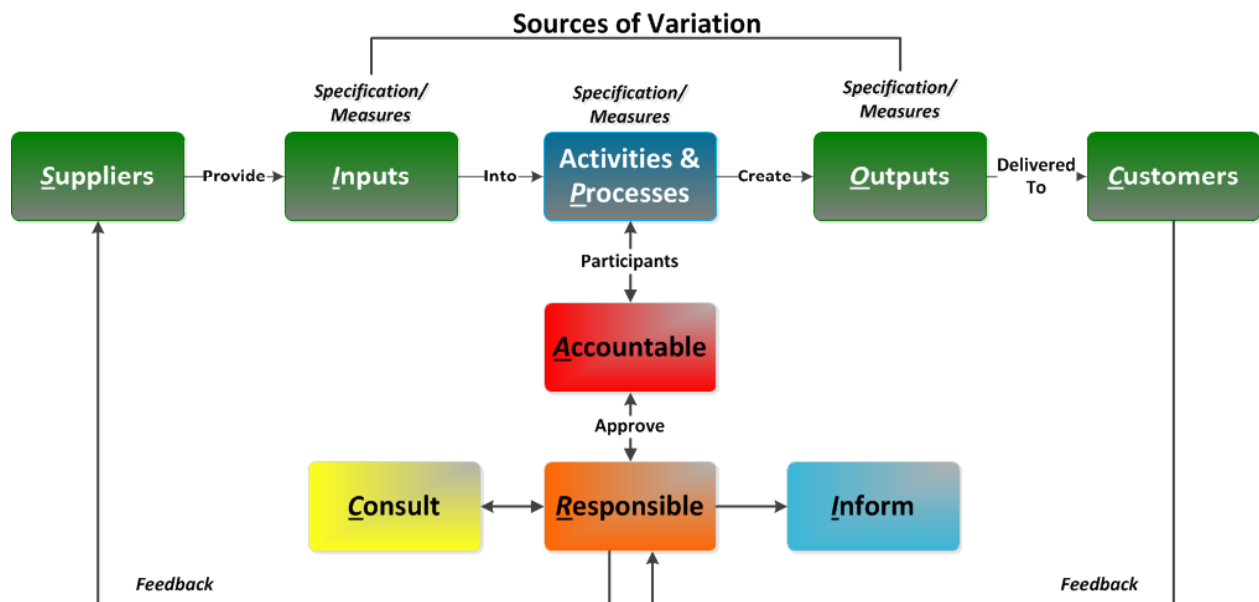 Sources of Variation
Specification/
Measures
Specification/
Measures
Specification/
Measures
Suppliers
Provide
Inputs
Into
Activities &
Processes
Create
Outputs
Delivered
To
Customers
Participants
Accountable
Approve
Consult
Responsible
Inform
Feedback
Feedback